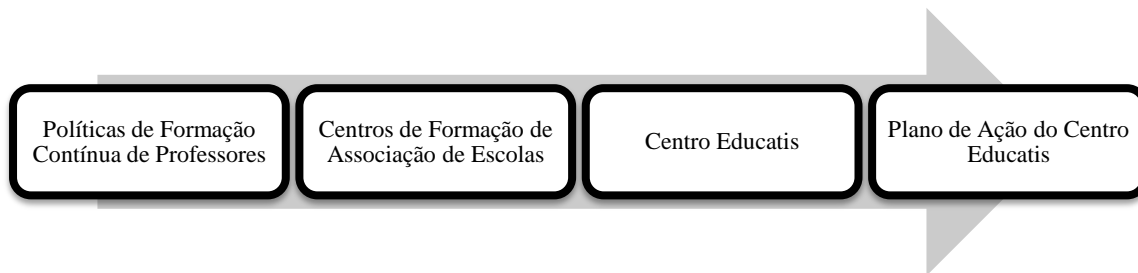 Políticas de Formação
Contínua de Professores
Centros de Formação de
Associação de Escolas
Centro Educatis
Plano de Ação do Centro
Educatis